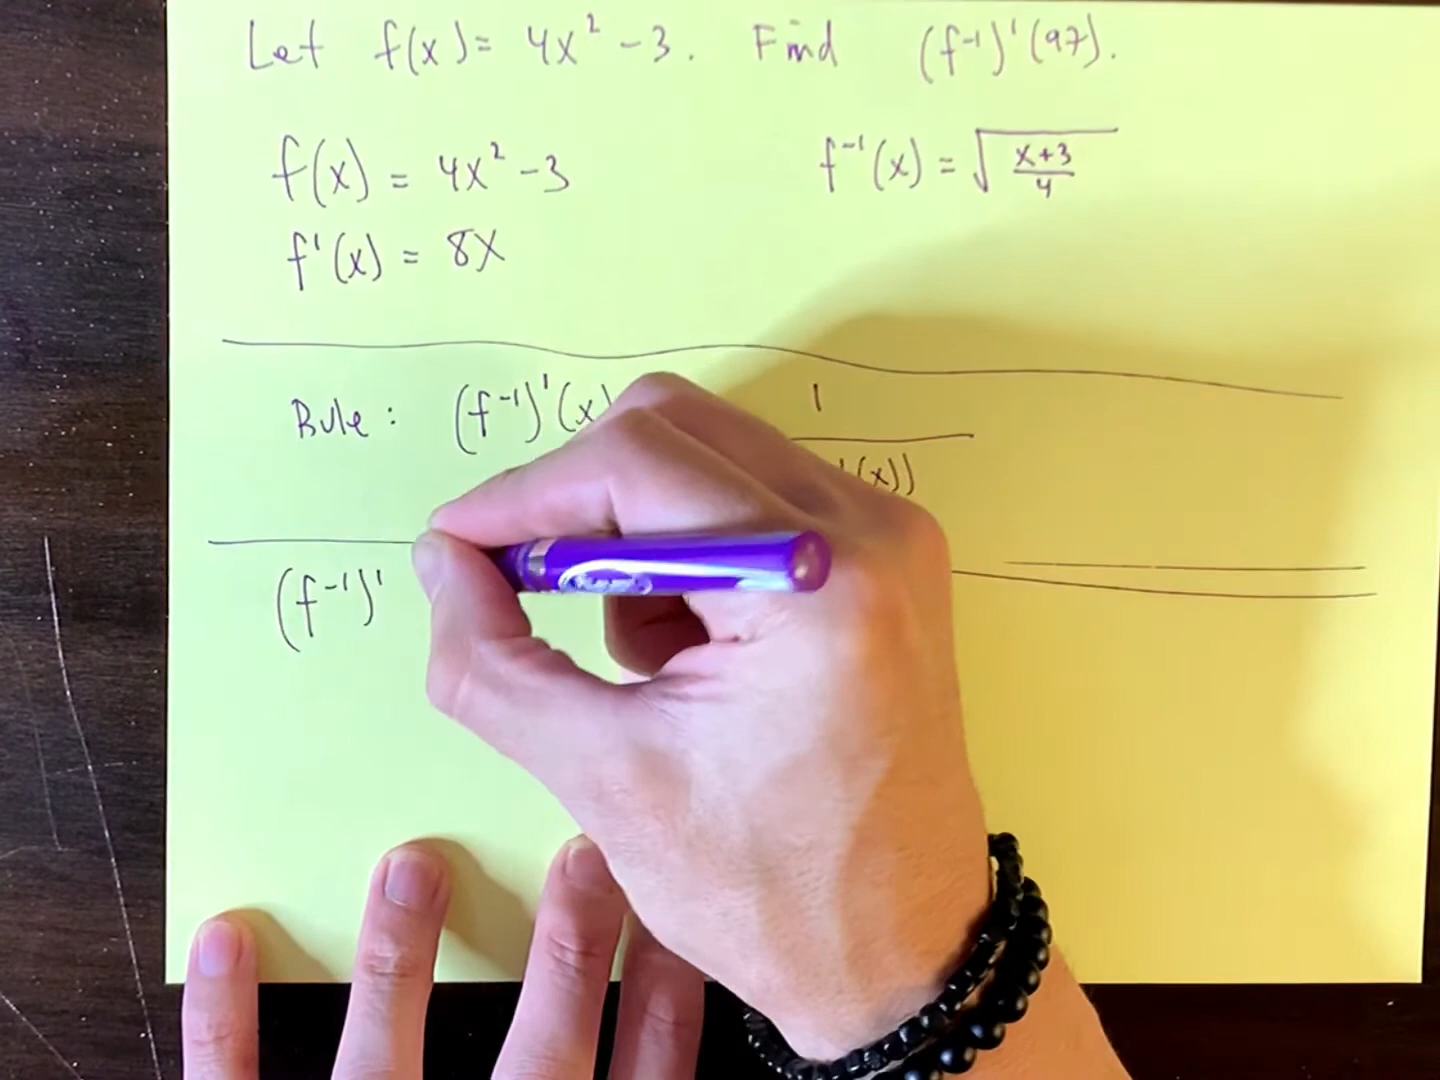 Let f(x) = 4x² - 3. Find (f⁻¹)'(97).
f(x) = 4x² - 3
f⁻¹(x) = √((x+3)/4)
f'(x) = 8x
Rule: (f⁻¹)'(x)
1
'(x))
(f⁻¹)'